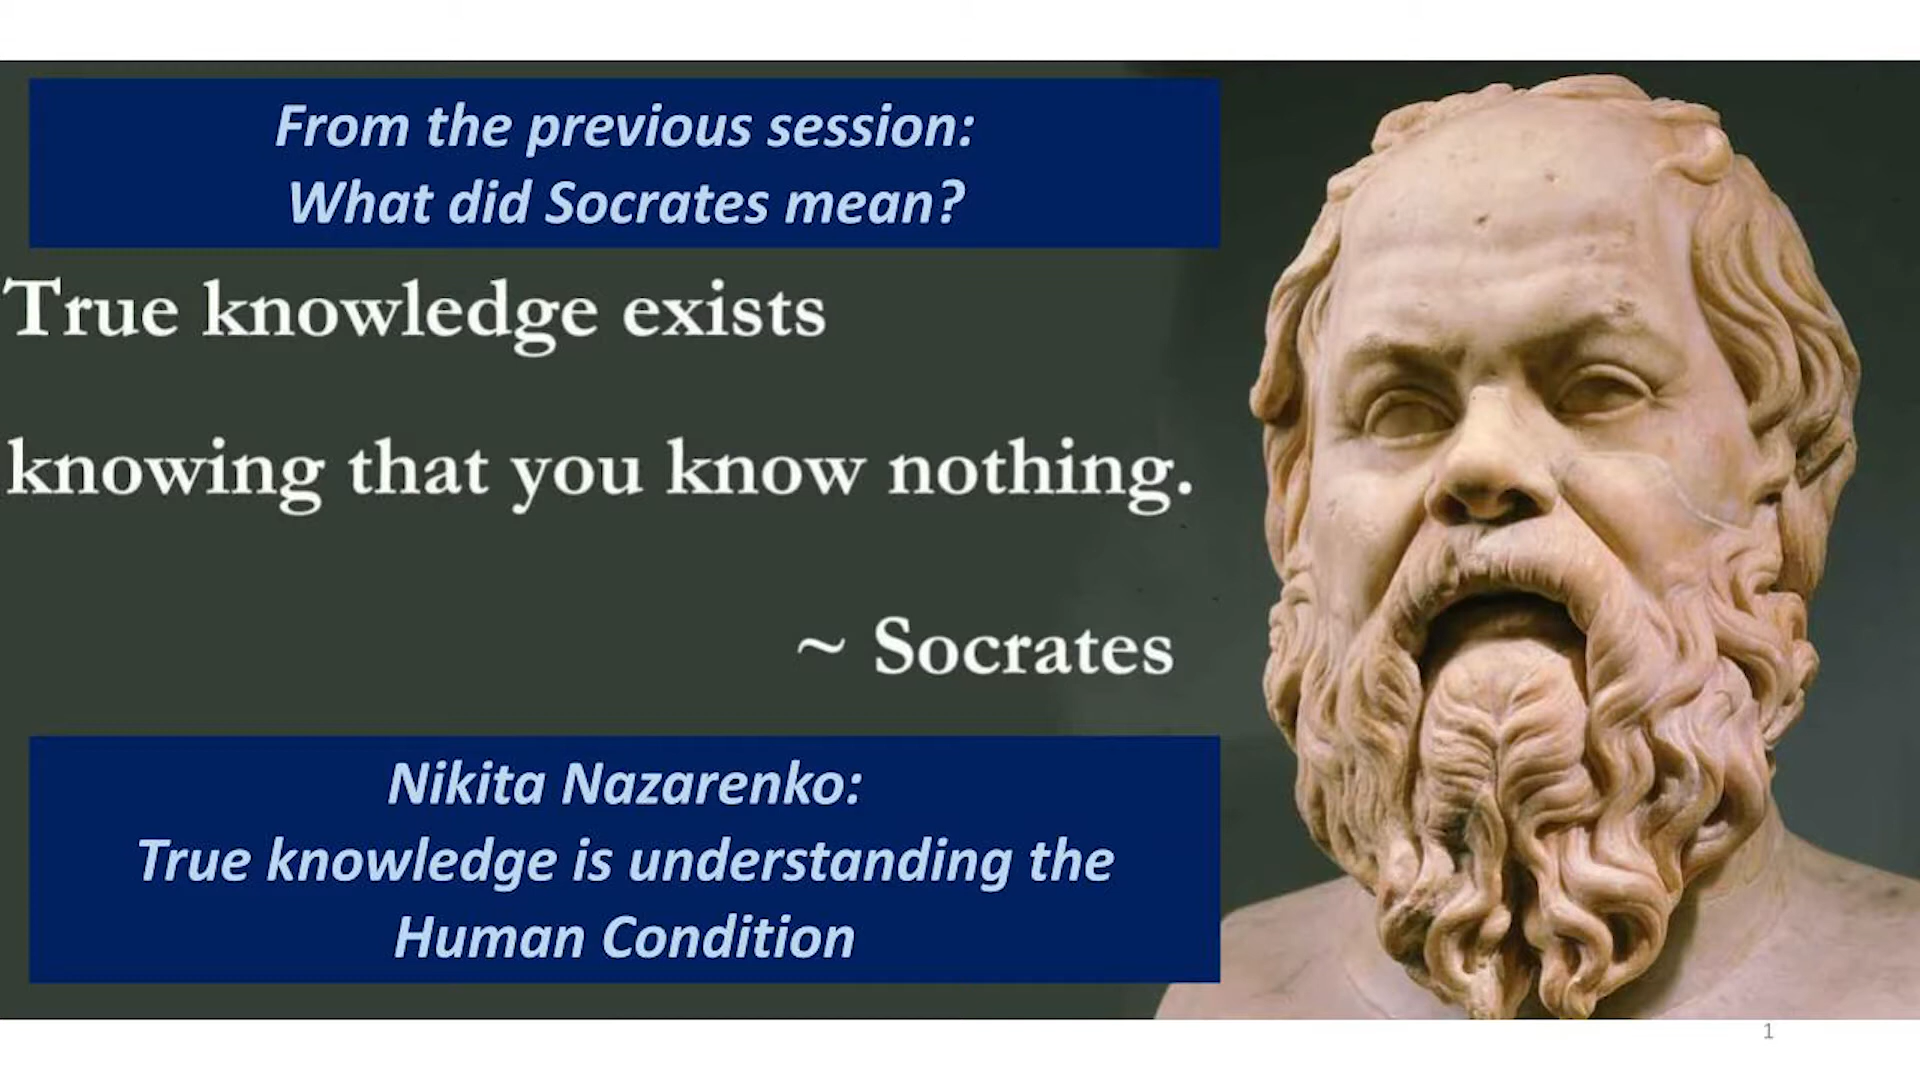 From the previous session:
What did Socrates mean?
True knowledge exists
knowing that you know nothing.
~ Socrates
Nikita Nazarenko:
True knowledge is understanding the
Human Condition
1